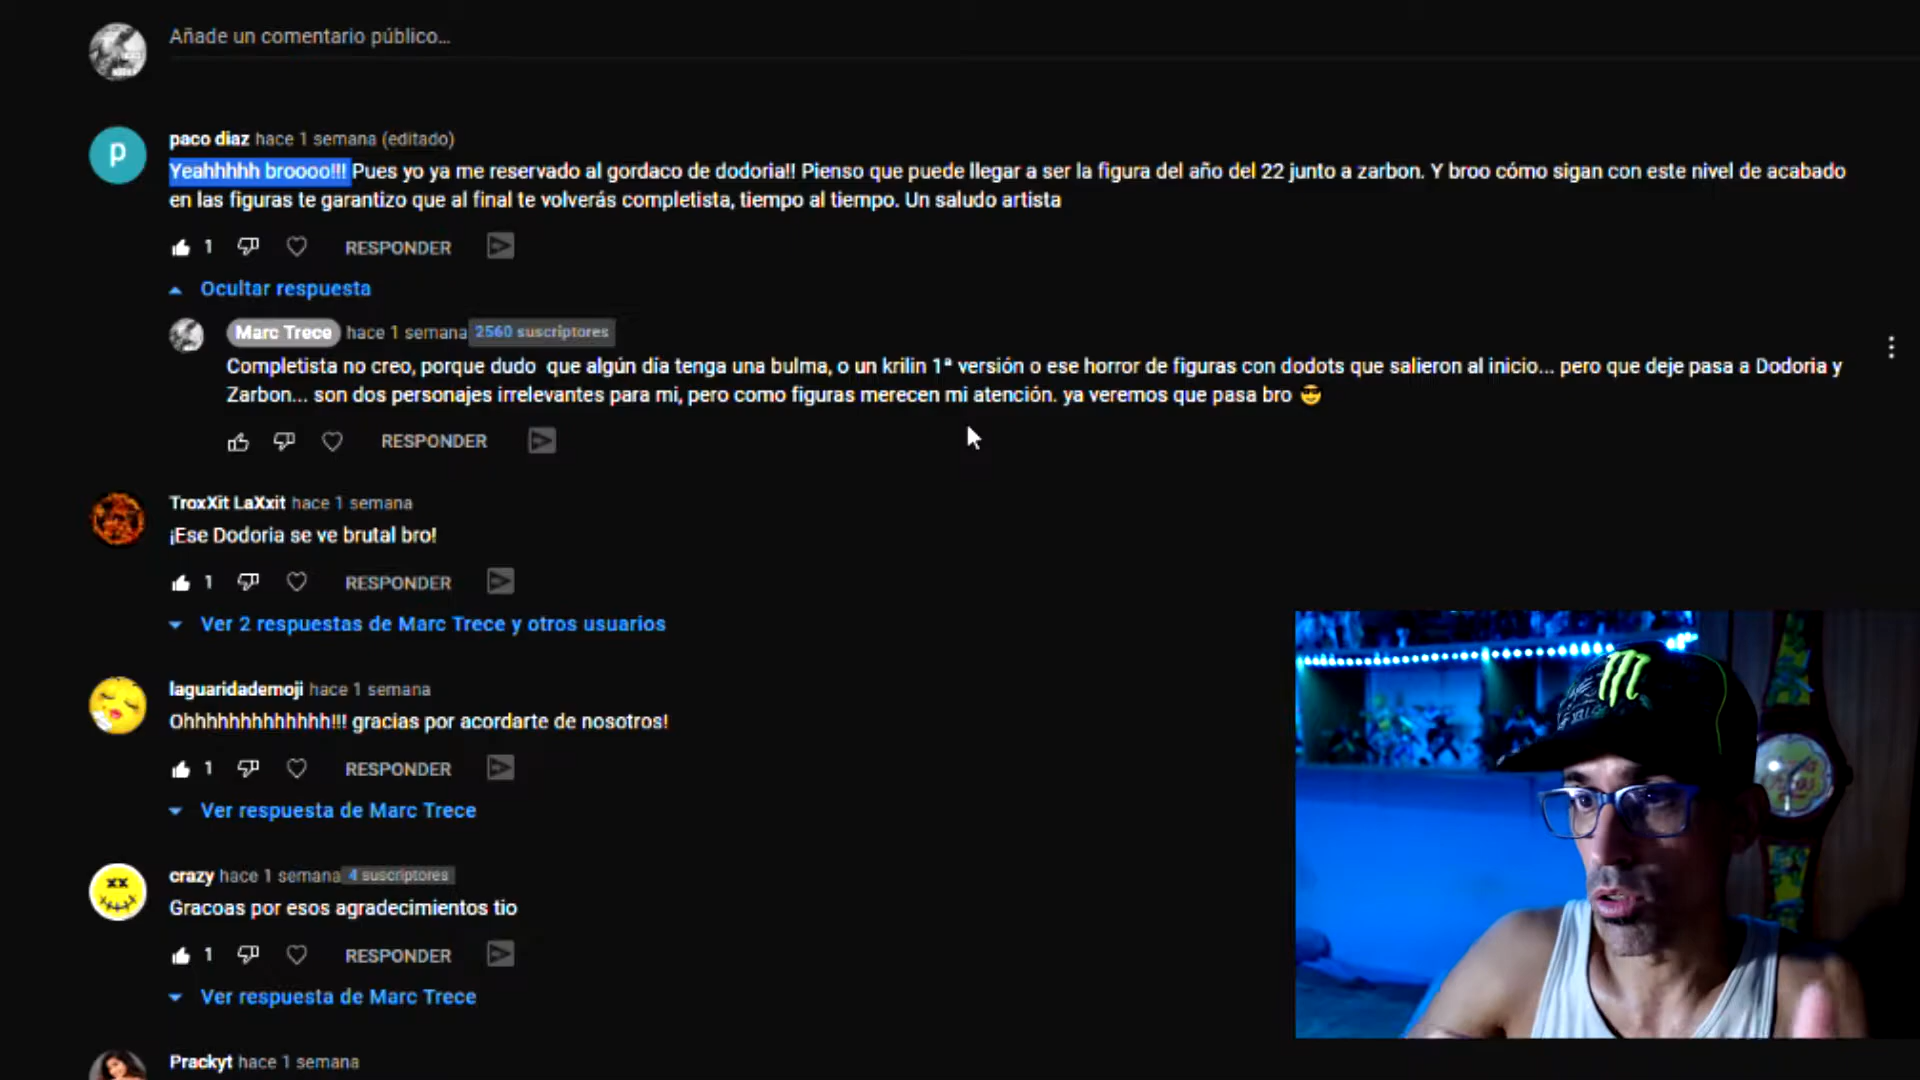 Añade un comentario público...
paco diaz hace 1 semana (editado)
Yeahhhhh broooo!!! Pues yo ya me reservado al gordaco de dodoria!! Pienso que puede llegar a ser la figura del año del 22 junto a zarbon. Y broo cómo sigan con este nivel de acabado
en las figuras te garantizo que al final te volverás completista, tiempo al tiempo. Un saludo artista
1 RESPONDER
Ocultar respuesta
Marc Trece hace 1 semana 2560 suscriptores
Completista no creo, porque dudo que algún día tenga una bulma, o un krilin 1ª versión o ese horror de figuras con dodots que salieron al inicio... pero que deje pasa a Dodoria y
Zarbon... son dos personajes irrelevantes para mi, pero como figuras merecen mi atención. ya veremos que pasa bro 😎
RESPONDER
TroxXit LaXxit hace 1 semana
¡Ese Dodoria se ve brutal bro!
1 RESPONDER
Ver 2 respuestas de Marc Trece y otros usuarios
laguaridademoji hace 1 semana
Ohhhhhhhhhhhhh!!! gracias por acordarte de nosotros!
1 RESPONDER
Ver respuesta de Marc Trece
crazy hace 1 semana 4 suscriptores
Gracoas por esos agradecimientos tio
1 RESPONDER
Ver respuesta de Marc Trece
Prackyt hace 1 semana